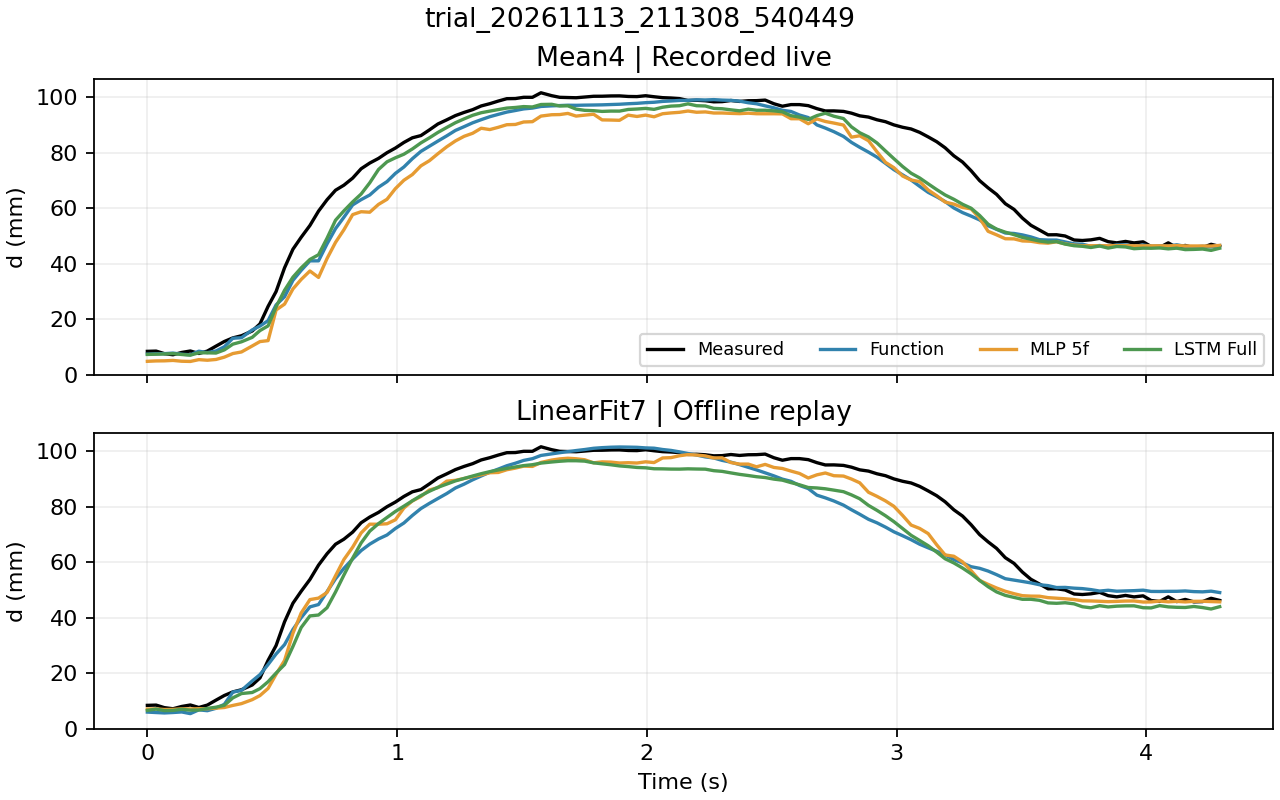 trial_20261113_211308_540449
Mean4 | Recorded live
100
80
60
40
20
0
d (mm)
Measured Function MLP 5f LSTM Full
LinearFit7 | Offline replay
100
80
60
40
20
0
d (mm)
0 1 2 3 4
Time (s)